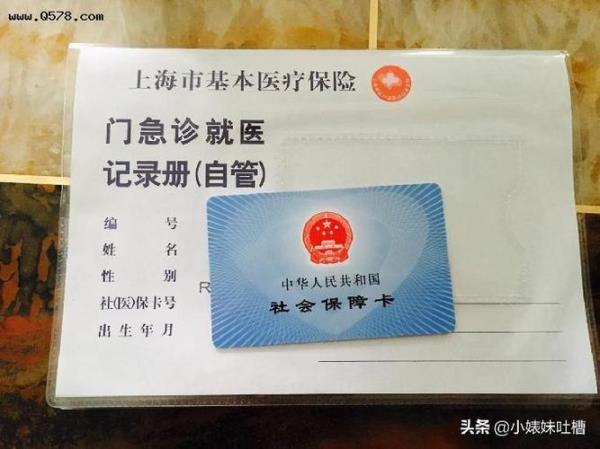 www.Q578.com
上海市基本医疗保险
门急诊就医
记录册(自管)
编 号
姓 名
性 别
社(医)保卡号
出生年月
R
中华人民共和国
社会保障卡
头条 @小婊妹吐槽